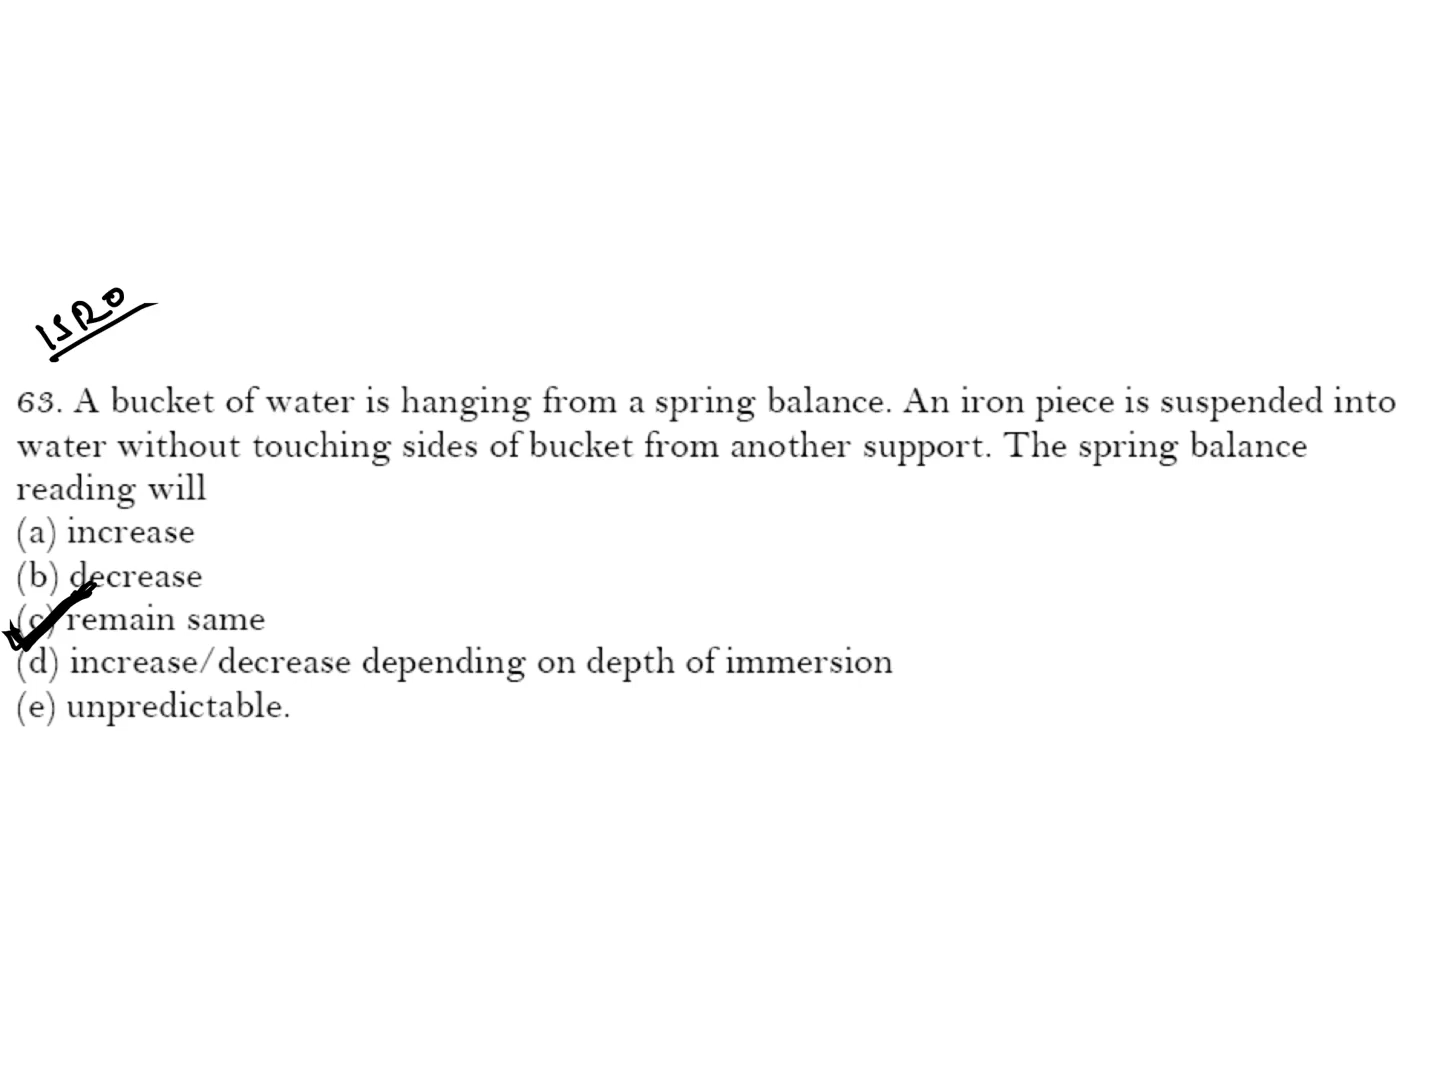 ISRO
63. A bucket of water is hanging from a spring balance. An iron piece is suspended into
water without touching sides of bucket from another support. The spring balance
reading will
(a) increase
(b) decrease
(c) remain same
(d) increase/decrease depending on depth of immersion
(e) unpredictable.